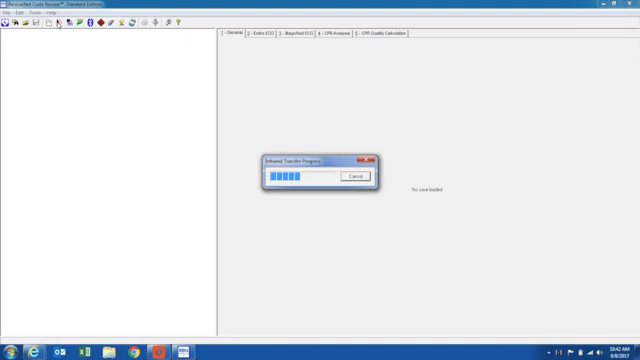 RescueNet Code Review™, Standard Edition
File Edit Tools Help
1 - General 2 - Entire ECG 3 - Magnified ECG 4 - CPR Analysis 5 - CPR Quality Calculation
Infrared Transfer Progress
Cancel
No case loaded
10:42 AM
9/8/2017